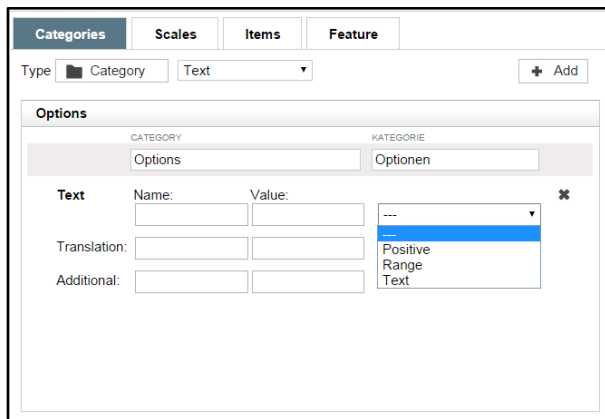 Categories Scales Items Feature
Type Category Text Add
Options
CATEGORY KATEGORIE
Options Optionen
Text Name: Value:
---
---
Translation: Positive
Range
Additional: Text